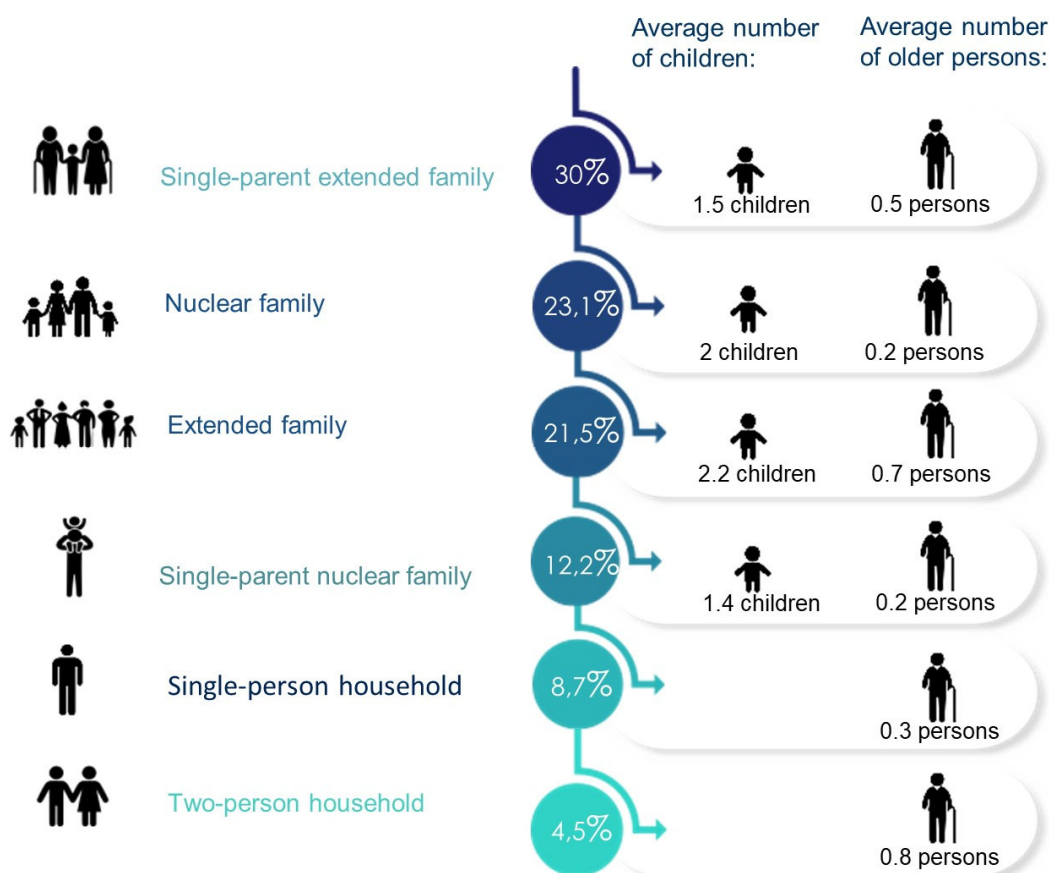 Average number
of children:
Average number
of older persons:
Single-parent extended family
30%
1.5 children
0.5 persons
Nuclear family
23,1%
2 children
0.2 persons
Extended family
21,5%
2.2 children
0.7 persons
Single-parent nuclear family
12,2%
1.4 children
0.2 persons
Single-person household
8,7%
0.3 persons
Two-person household
4,5%
0.8 persons